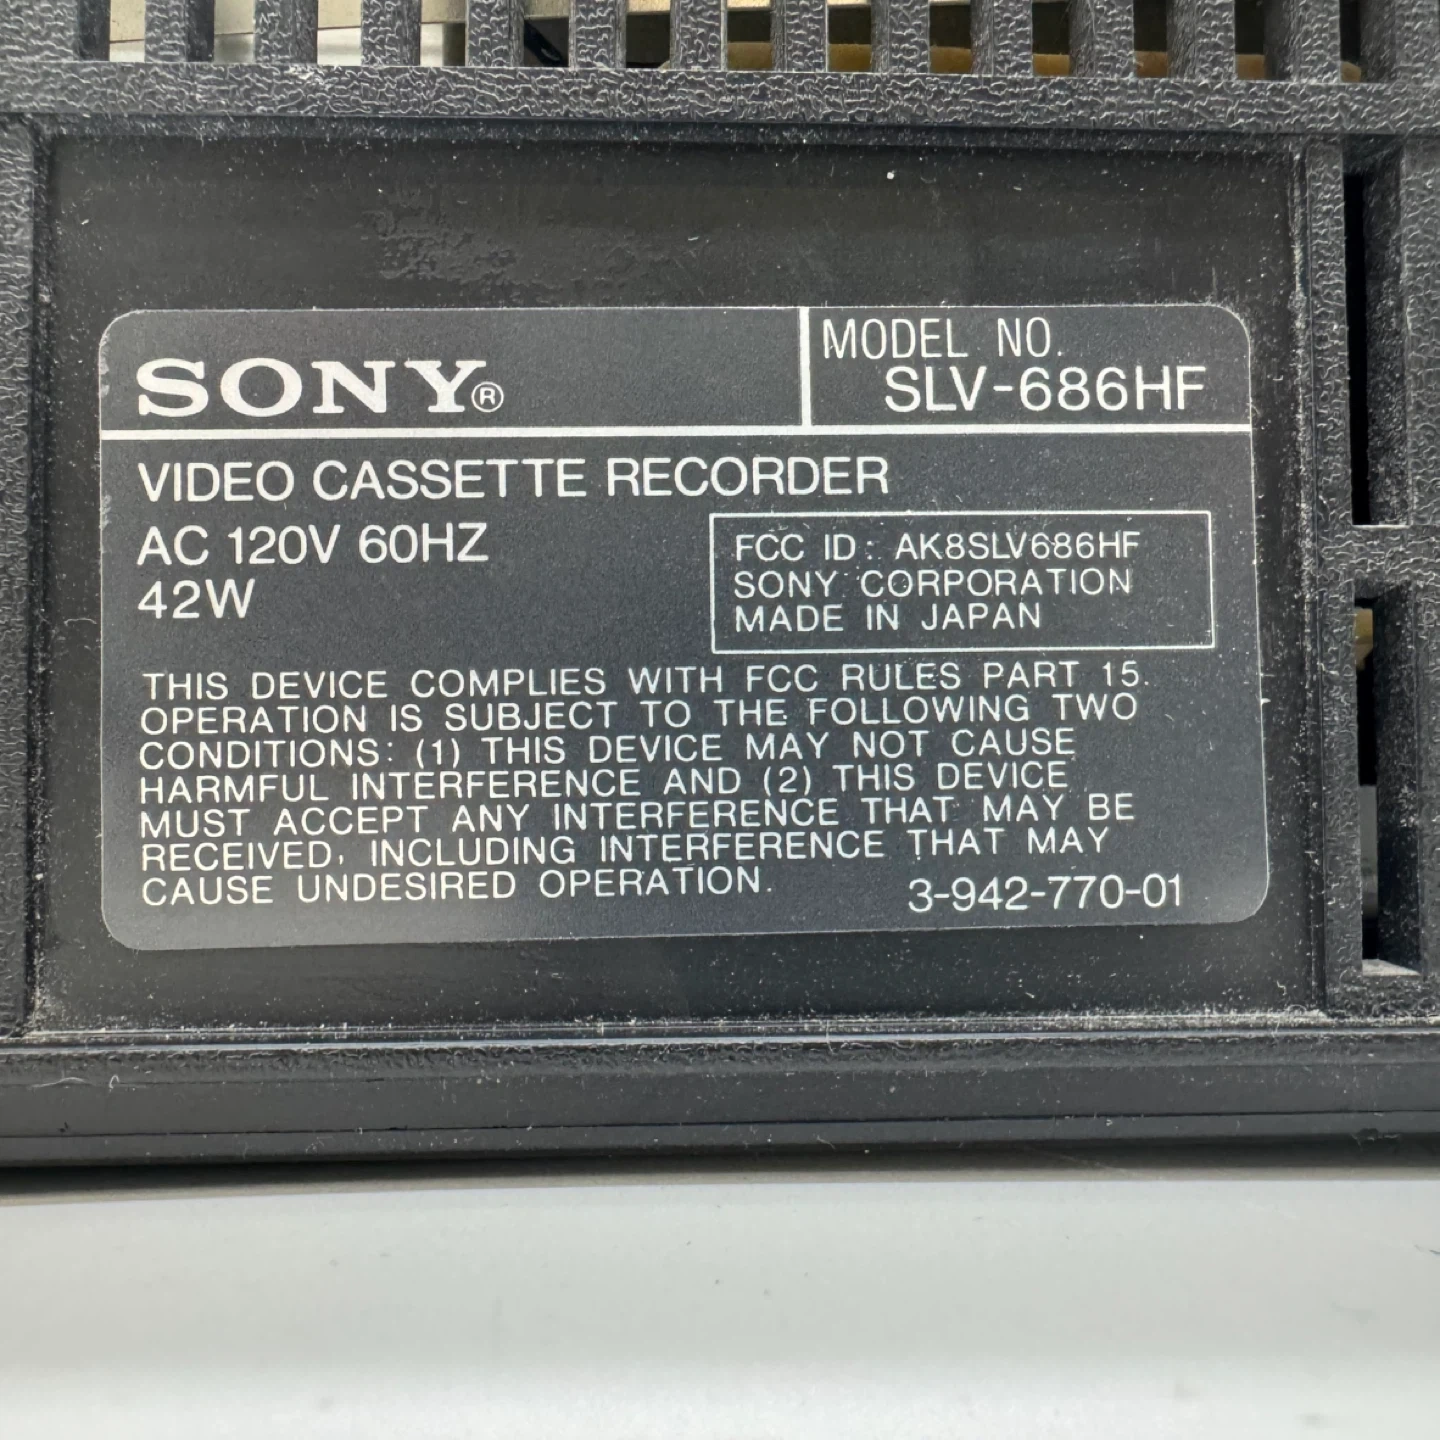 SONY®
MODEL NO.
SLV-686HF
VIDEO CASSETTE RECORDER
AC 120V 60HZ
42W
FCC ID: AK8SLV686HF
SONY CORPORATION
MADE IN JAPAN
THIS DEVICE COMPLIES WITH FCC RULES PART 15.
OPERATION IS SUBJECT TO THE FOLLOWING TWO
CONDITIONS: (1) THIS DEVICE MAY NOT CAUSE
HARMFUL INTERFERENCE AND (2) THIS DEVICE
MUST ACCEPT ANY INTERFERENCE THAT MAY BE
RECEIVED, INCLUDING INTERFERENCE THAT MAY
CAUSE UNDESIRED OPERATION.
3-942-770-01